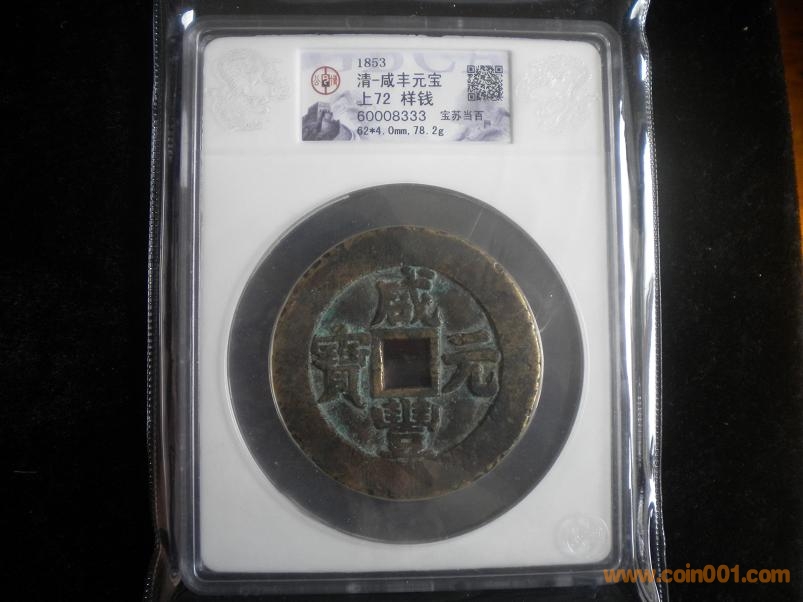 1853
清-咸丰元宝
上72 样钱
60008333 宝苏当百
62*4.0mm,78.2g
咸
寶 元
豐
www.coin001.com